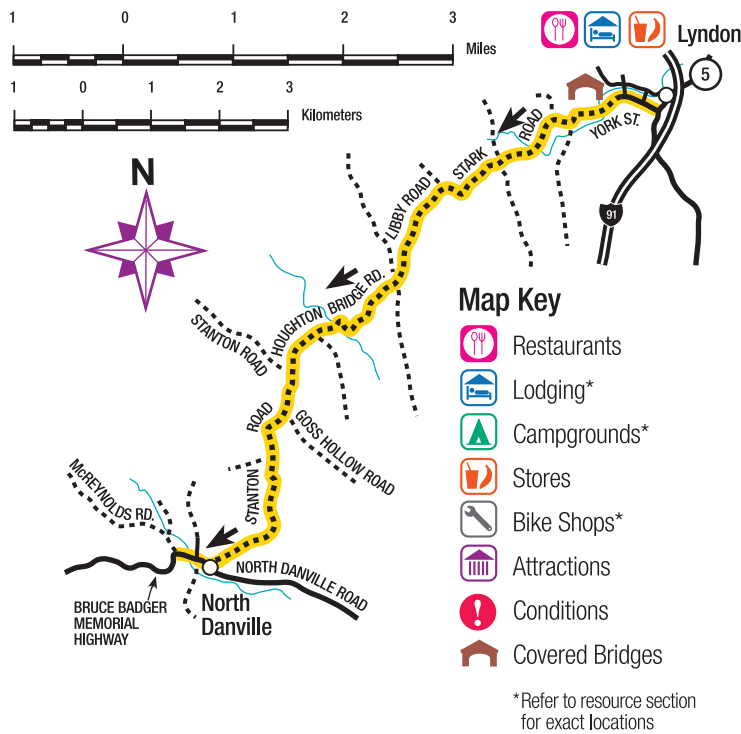 1 0 1 2 3
Miles
1 0 1 2 3
Kilometers
Lyndon
5
YORK ST.
ROAD
STARK
LIBBY ROAD
91
N
HOUGHTON BRIDGE RD.
STANTON ROAD
ROAD
GOSS HOLLOW ROAD
STANTON
McREYNOLDS RD.
NORTH DANVILLE ROAD
BRUCE BADGER
MEMORIAL
HIGHWAY
North
Danville
Map Key
Restaurants
Lodging*
Campgrounds*
Stores
Bike Shops*
Attractions
Conditions
Covered Bridges
*Refer to resource section
for exact locations